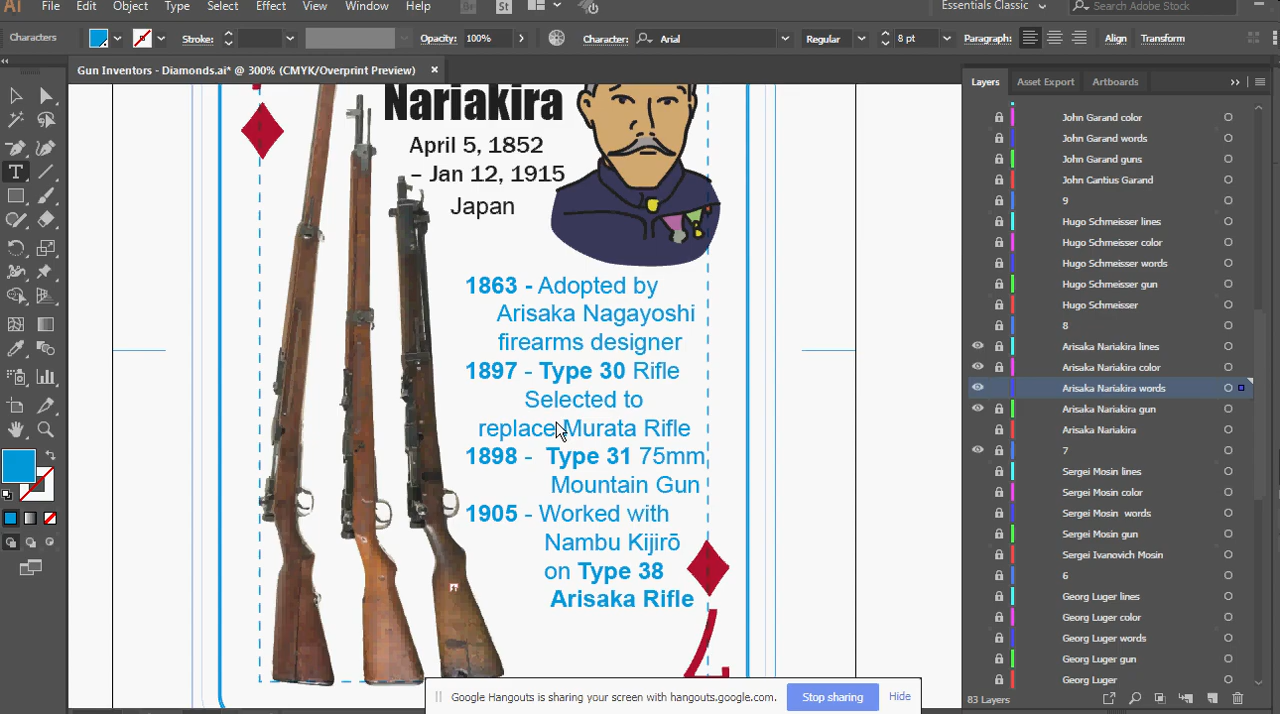 Ai File Edit Object Type Select Effect View Window Help Br St Essentials Classic Search Adobe Stock
Characters Stroke: Opacity: 100% Character: Arial Regular 8 pt Paragraph: Align Transform
Gun Inventors - Diamonds.ai* @ 300% (CMYK/Overprint Preview) ×
Nariakira
April 5, 1852
– Jan 12, 1915
Japan
1863 - Adopted by
Arisaka Nagayoshi
firearms designer
1897 - Type 30 Rifle
Selected to
replace Murata Rifle
1898 - Type 31 75mm
Mountain Gun
1905 - Worked with
Nambu Kijirō
on Type 38
Arisaka Rifle
7
Layers Asset Export Artboards
John Garand color
John Garand words
John Garand guns
John Cantius Garand
9
Hugo Schmeisser lines
Hugo Schmeisser color
Hugo Schmeisser words
Hugo Schmeisser gun
Hugo Schmeisser
8
Arisaka Nariakira lines
Arisaka Nariakira color
Arisaka Nariakira words
Arisaka Nariakira gun
Arisaka Nariakira
7
Sergei Mosin lines
Sergei Mosin color
Sergei Mosin words
Sergei Mosin gun
Sergei Ivanovich Mosin
6
Georg Luger lines
Georg Luger color
Georg Luger words
Georg Luger gun
Georg Luger
83 Layers
Google Hangouts is sharing your screen with hangouts.google.com. Stop sharing Hide